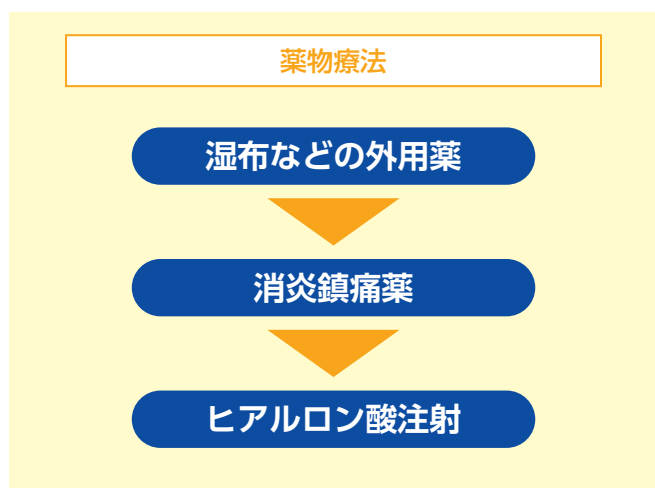 薬物療法
湿布などの外用薬
消炎鎮痛薬
ヒアルロン酸注射